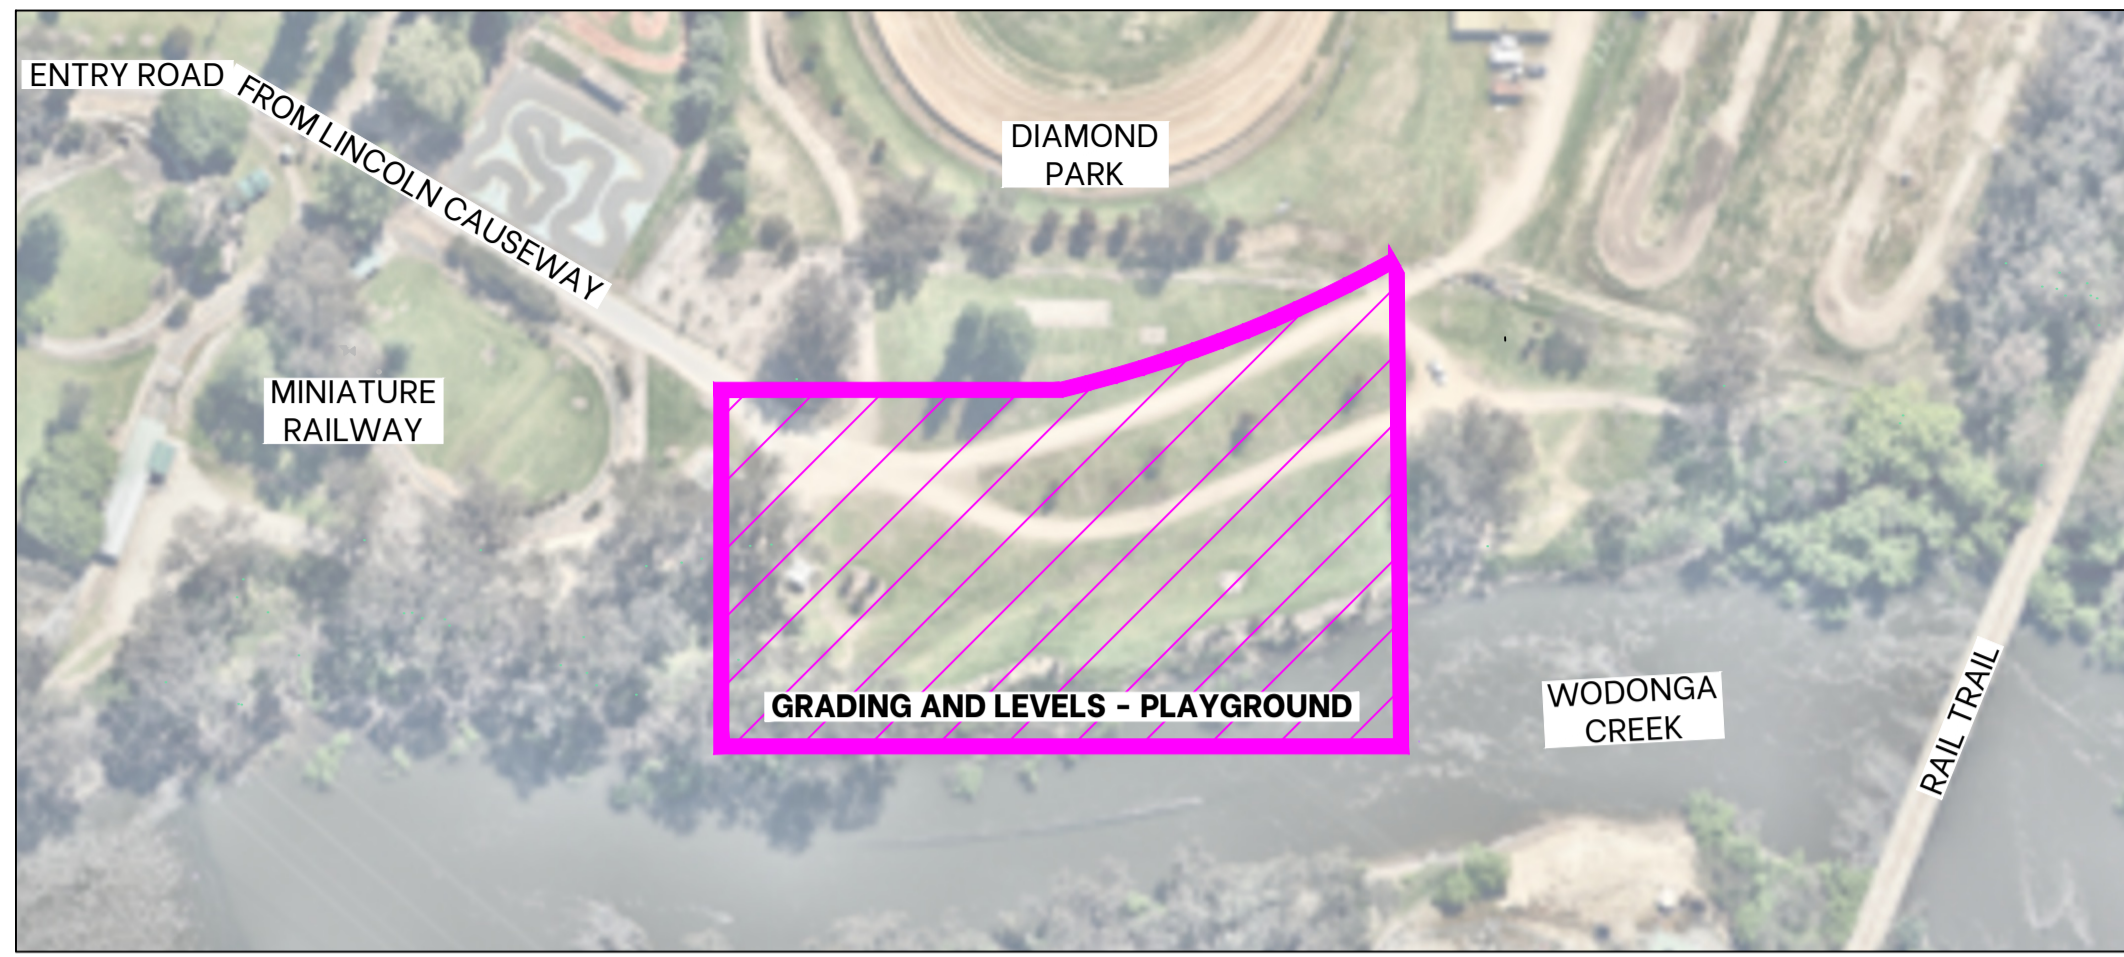 ENTRY ROAD
FROM LINCOLN CAUSEWAY
DIAMOND
PARK
MINIATURE
RAILWAY
GRADING AND LEVELS - PLAYGROUND
WODONGA
CREEK
RAIL TRAIL